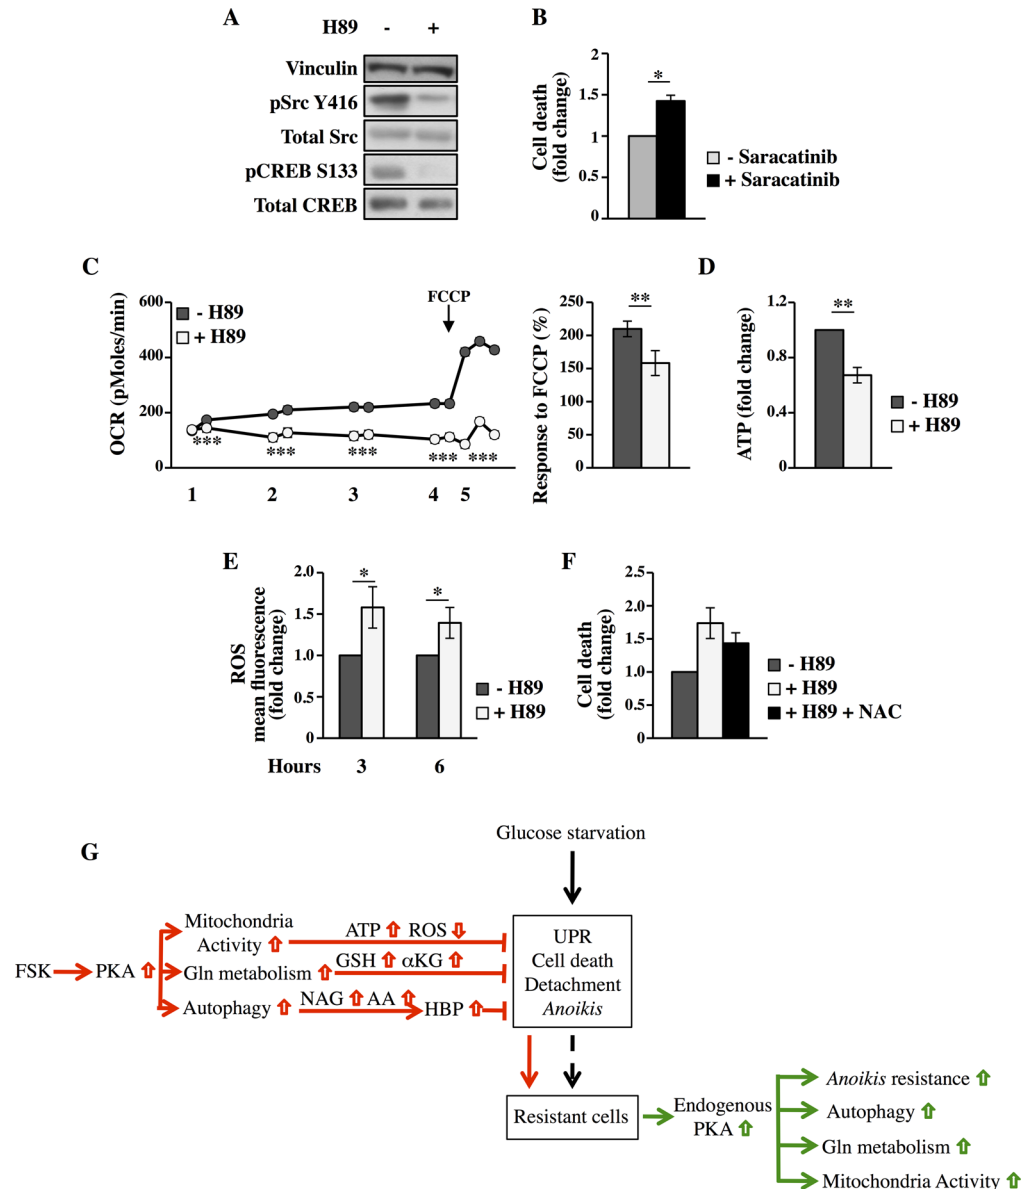 A
H89 - +
Vinculin
pSrc Y416
Total Src
pCREB S133
Total CREB
B
Cell death
(fold change)
2
1.5
1
0.5
0
*
- Saracatinib
+ Saracatinib
C
OCR (pMoles/min)
600
400
200
0
- H89
+ H89
FCCP
*** *** *** *** ***
1 2 3 4 5
Response to FCCP (%)
250
200
150
100
50
0
**
D
ATP (fold change)
1.2
0.8
0.4
0
**
- H89
+ H89
E
ROS
mean fluorescence
(fold change)
2.0
1.5
1.0
0.5
0
* *
- H89
+ H89
Hours 3 6
F
Cell death
(fold change)
2.5
2.0
1.5
1.0
0.5
0
- H89
+ H89
+ H89 + NAC
G
Glucose starvation
FSK
PKA
Mitochondria
Activity
ATP ROS
Gln metabolism
GSH αKG
Autophagy
NAG AA
HBP
UPR
Cell death
Detachment
Anoikis
Resistant cells
Endogenous
PKA
Anoikis resistance
Autophagy
Gln metabolism
Mitochondria Activity